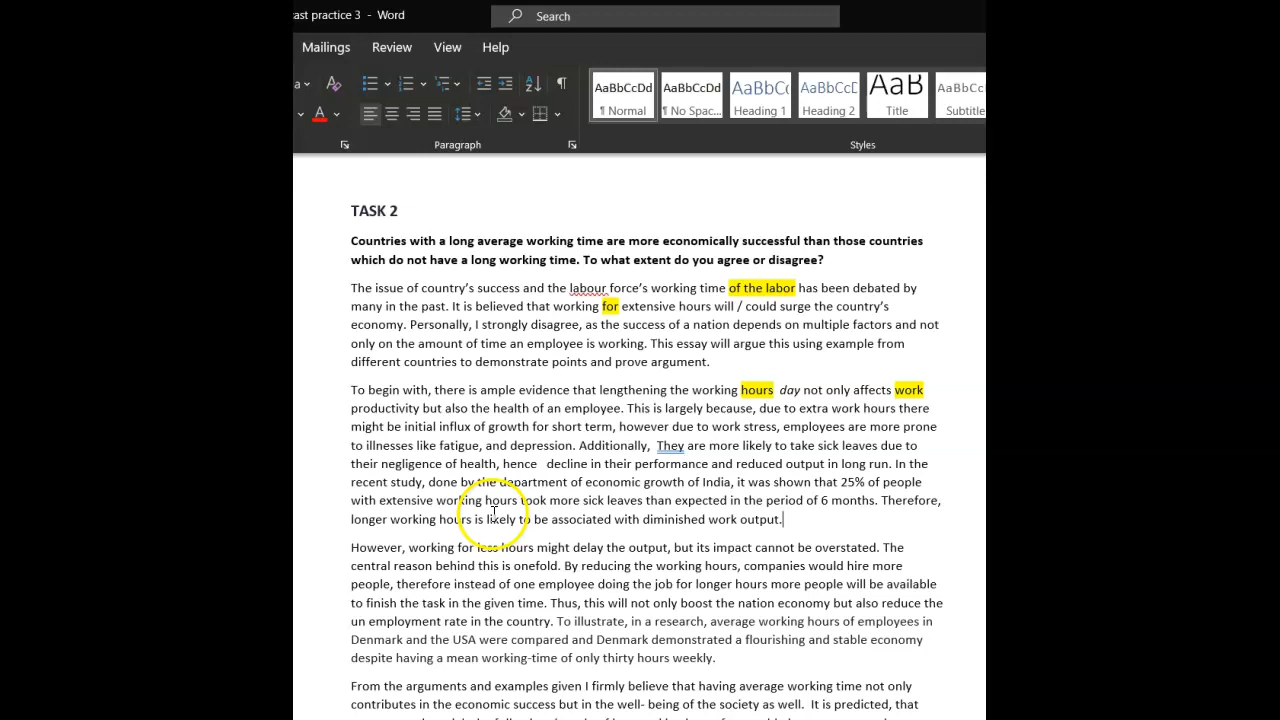 ast practice 3 - Word
Search
Mailings Review View Help
Paragraph
Styles
AaBbCcDd AaBbCcDd AaBbC( AaBbCcD AaB AaBbCc
¶ Normal ¶ No Spac... Heading 1 Heading 2 Title Subtitle
TASK 2
Countries with a long average working time are more economically successful than those countries
which do not have a long working time. To what extent do you agree or disagree?
The issue of country's success and the labour force's working time of the labor has been debated by
many in the past. It is believed that working for extensive hours will / could surge the country's
economy. Personally, I strongly disagree, as the success of a nation depends on multiple factors and not
only on the amount of time an employee is working. This essay will argue this using example from
different countries to demonstrate points and prove argument.
To begin with, there is ample evidence that lengthening the working hours day not only affects work
productivity but also the health of an employee. This is largely because, due to extra work hours there
might be initial influx of growth for short term, however due to work stress, employees are more prone
to illnesses like fatigue, and depression. Additionally, They are more likely to take sick leaves due to
their negligence of health, hence decline in their performance and reduced output in long run. In the
recent study, done by the department of economic growth of India, it was shown that 25% of people
with extensive working hours took more sick leaves than expected in the period of 6 months. Therefore,
longer working hours is likely to be associated with diminished work output.
However, working for less hours might delay the output, but its impact cannot be overstated. The
central reason behind this is onefold. By reducing the working hours, companies would hire more
people, therefore instead of one employee doing the job for longer hours more people will be available
to finish the task in the given time. Thus, this will not only boost the nation economy but also reduce the
un employment rate in the country. To illustrate, in a research, average working hours of employees in
Denmark and the USA were compared and Denmark demonstrated a flourishing and stable economy
despite having a mean working-time of only thirty hours weekly.
From the arguments and examples given I firmly believe that having average working time not only
contributes in the economic success but in the well- being of the society as well. It is predicted, that